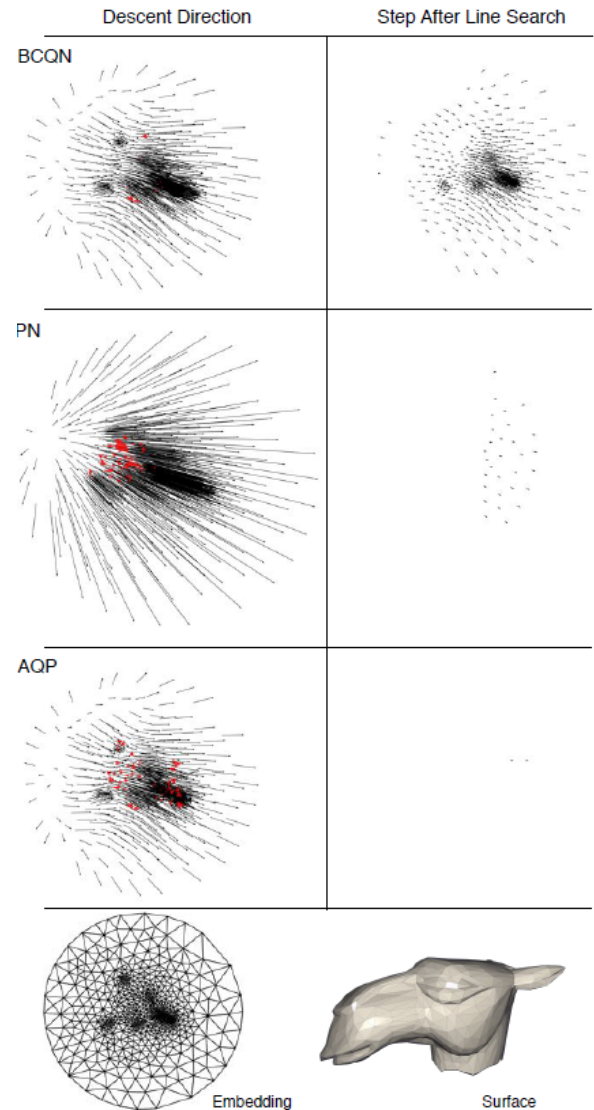 Descent Direction Step After Line Search
BCQN
PN
AQP
Embedding Surface